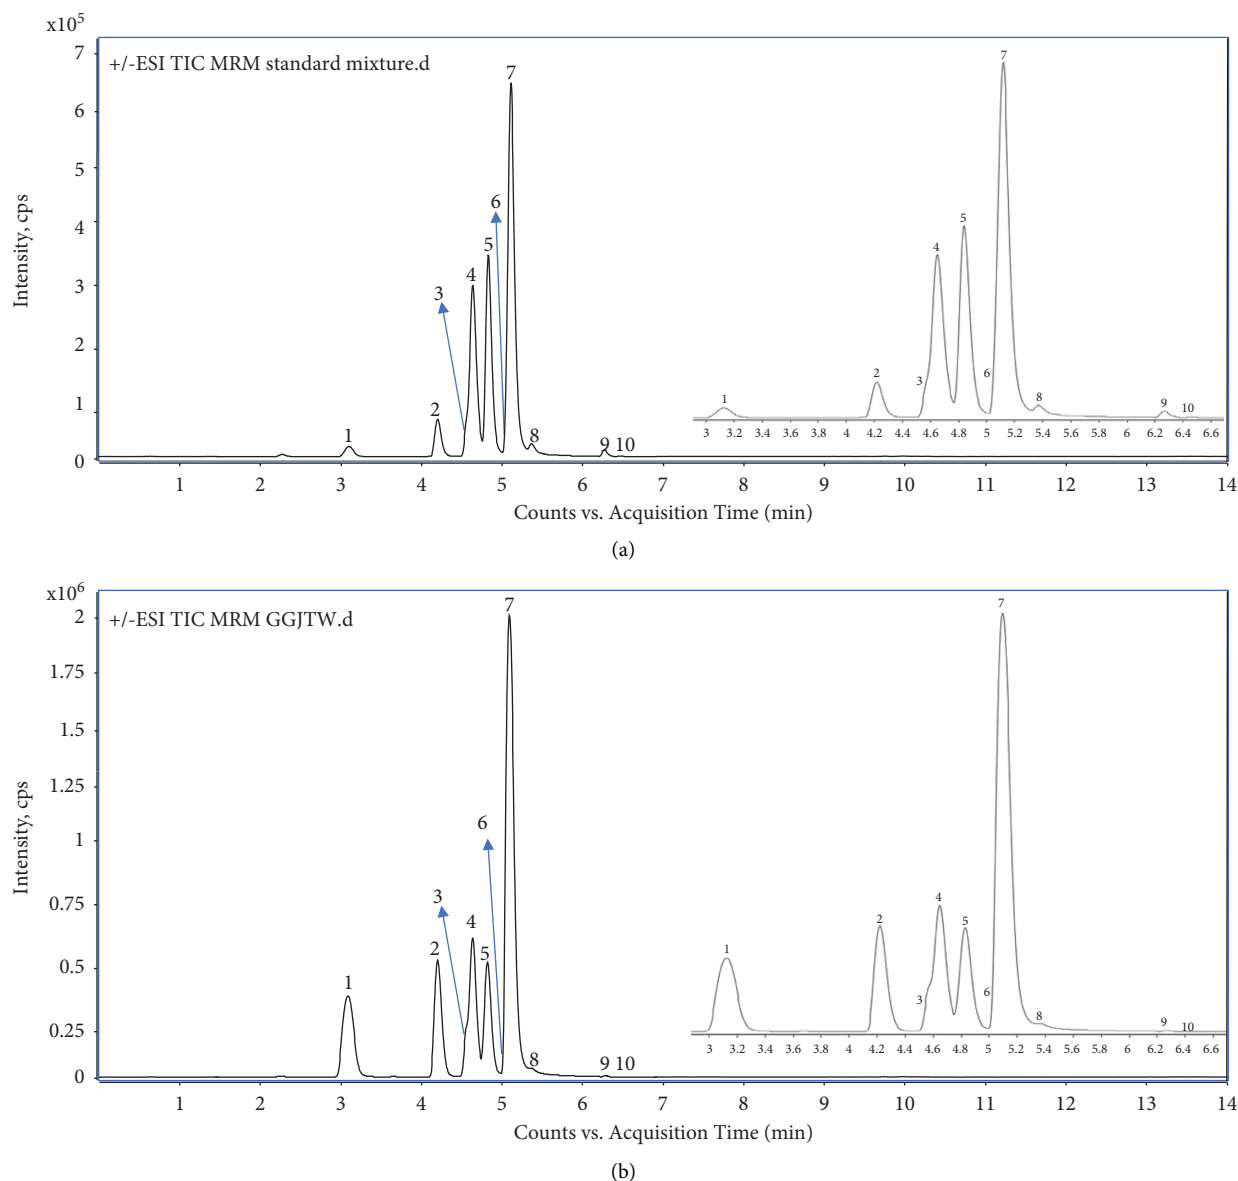 x10⁵
+/-ESI TIC MRM standard mixture.d
Intensity, cps
7
6
5
4
3
2
1
0
1 2 3 4 5 6 7 8 9 10
1 2 3 4 5 6 7 8 9 10 11 12 13 14
Counts vs. Acquisition Time (min)
1 2 3 4 5 6 7 8 9 10
3 3.2 3.4 3.6 3.8 4 4.2 4.4 4.6 4.8 5 5.2 5.4 5.6 5.8 6 6.2 6.4 6.6
(a)
x10⁶
+/-ESI TIC MRM GGJTW.d
Intensity, cps
2
1.75
1.5
1.25
1
0.75
0.5
0.25
0
1 2 3 4 5 6 7 8 9 10
1 2 3 4 5 6 7 8 9 10 11 12 13 14
Counts vs. Acquisition Time (min)
1 2 3 4 5 6 7 8 9 10
3 3.2 3.4 3.6 3.8 4 4.2 4.4 4.6 4.8 5 5.2 5.4 5.6 5.8 6 6.2 6.4 6.6
(b)